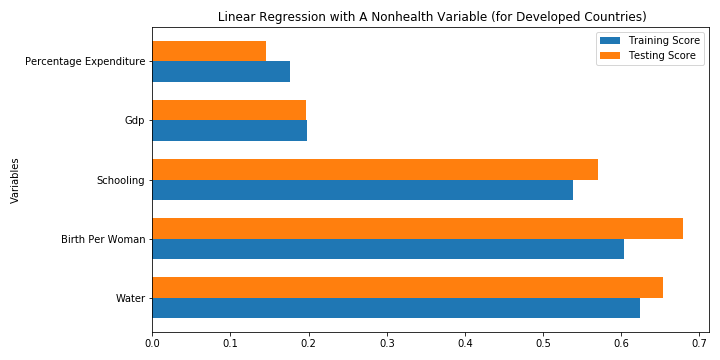 Linear Regression with A Nonhealth Variable (for Developed Countries)
Training Score
Testing Score
Percentage Expenditure
Gdp
Schooling
Birth Per Woman
Water
Variables
0.0 0.1 0.2 0.3 0.4 0.5 0.6 0.7